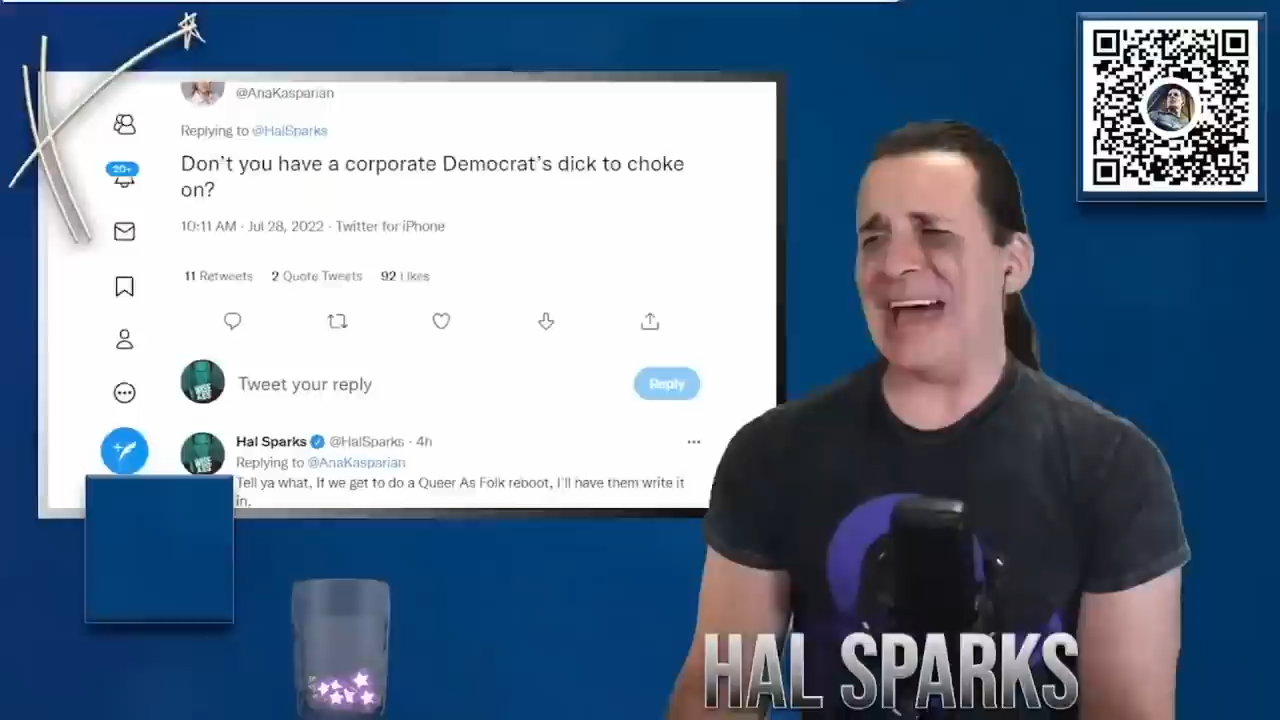 @AnaKasparian
Replying to @HalSparks
Don't you have a corporate Democrat's dick to choke
on?
10:11 AM · Jul 28, 2022 · Twitter for iPhone
11 Retweets 2 Quote Tweets 92 Likes
Tweet your reply
Reply
20+
Hal Sparks @HalSparks · 4h
Replying to @AnaKasparian
Tell ya what, If we get to do a Queer As Folk reboot, I'll have them write it
in.
HAL SPARKS